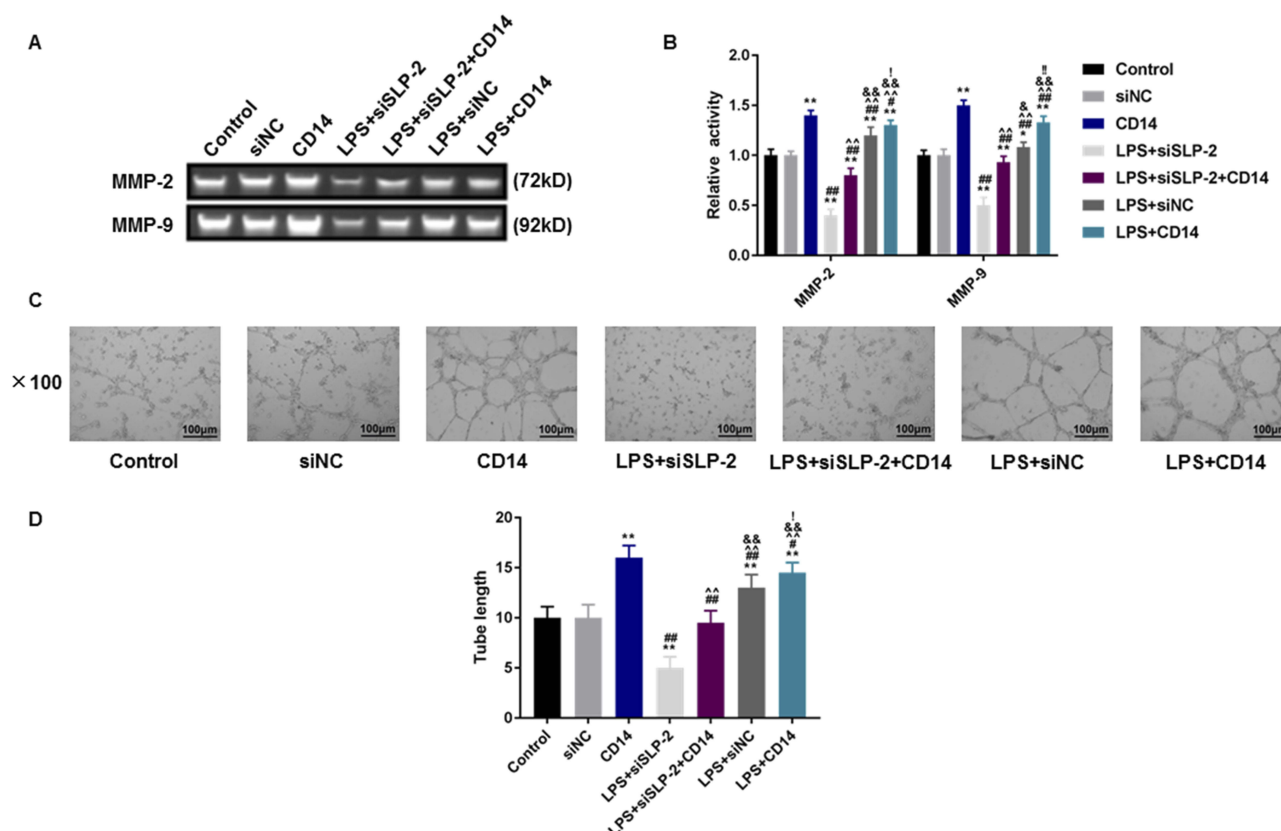 A
Control
siNC
CD14
LPS+siSLP-2
LPS+siSLP-2+CD14
LPS+siNC
LPS+CD14
MMP-2
(72kD)
MMP-9
(92kD)
B
Relative activity
2.0
1.5
1.0
0.5
0.0
**
##
**
^^
##
**
&&
^^
##
**
!
&&
^^
#
**
**
##
**
^^
##
**
&
^^
##
*
!!
&&
^^
##
**
MMP-2
MMP-9
Control
siNC
CD14
LPS+siSLP-2
LPS+siSLP-2+CD14
LPS+siNC
LPS+CD14
C
×100
100μm
100μm
100μm
100μm
100μm
100μm
100μm
Control
siNC
CD14
LPS+siSLP-2
LPS+siSLP-2+CD14
LPS+siNC
LPS+CD14
D
Tube length
20
15
10
5
0
**
##
**
^^
##
&&
^^
##
**
!
&&
^^
#
**
Control
siNC
CD14
LPS+siSLP-2
LPS+siSLP-2+CD14
LPS+siNC
LPS+CD14